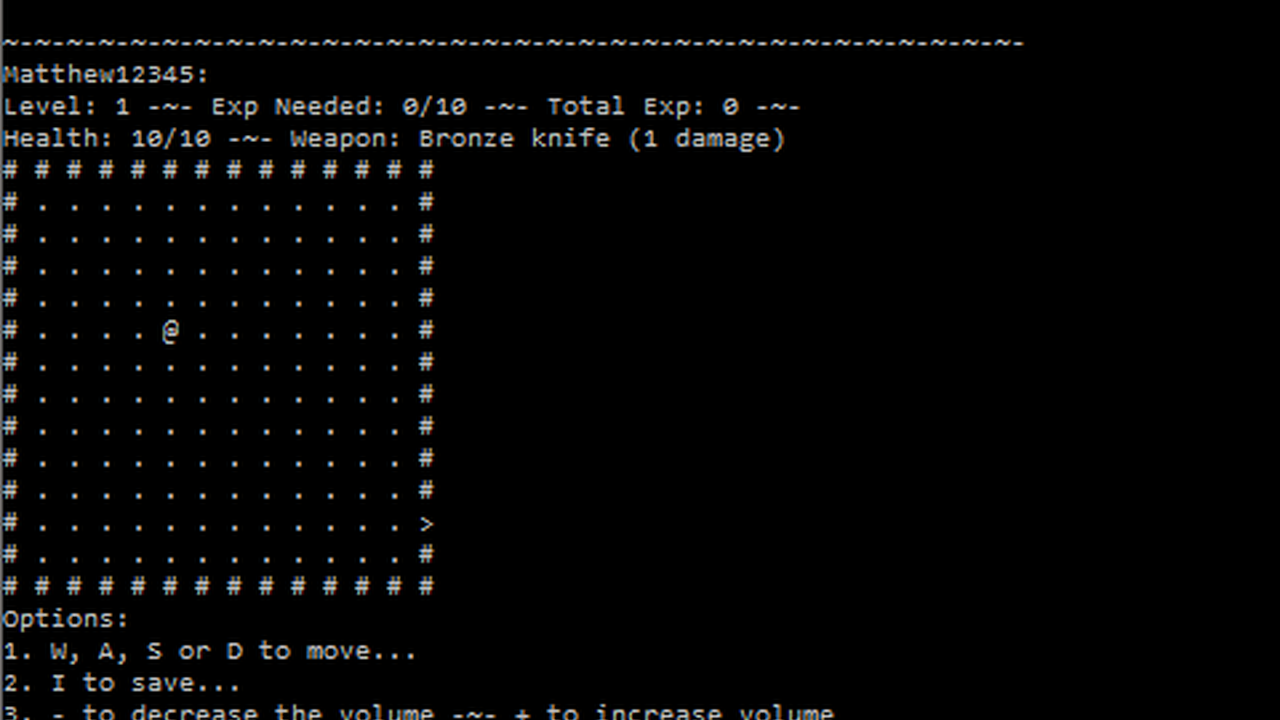 ~-~-~-~-~-~-~-~-~-~-~-~-~-~-~-~-~-~-~-~-~-~-~-~-~-~-~-~-~-~-~-~-
Matthew12345:
Level: 1 -~- Exp Needed: 0/10 -~- Total Exp: 0 -~-
Health: 10/10 -~- Weapon: Bronze knife (1 damage)
# # # # # # # # # # # # # #
# . . . . . . . . . . . . #
# . . . . . . . . . . . . #
# . . . . . . . . . . . . #
# . . . . . . . . . . . . #
# . . . . @ . . . . . . . #
# . . . . . . . . . . . . #
# . . . . . . . . . . . . #
# . . . . . . . . . . . . #
# . . . . . . . . . . . . #
# . . . . . . . . . . . . #
# . . . . . . . . . . . . >
# . . . . . . . . . . . . #
# # # # # # # # # # # # # #
Options:
1. W, A, S or D to move...
2. I to save...
3. - to decrease the volume -~- + to increase volume